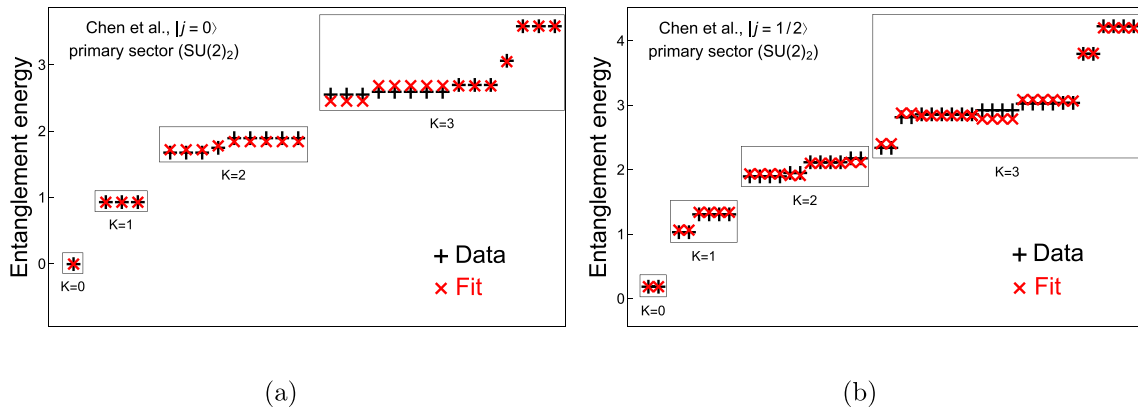 (a)
Entanglement energy
3
2
1
0
Chen et al., |j = 0⟩
primary sector (SU(2)₂)
K=0
K=1
K=2
K=3
+ Data
× Fit
(b)
Entanglement energy
4
3
2
1
0
Chen et al., |j = 1/2⟩
primary sector (SU(2)₂)
K=0
K=1
K=2
K=3
+ Data
× Fit
(a)
(b)